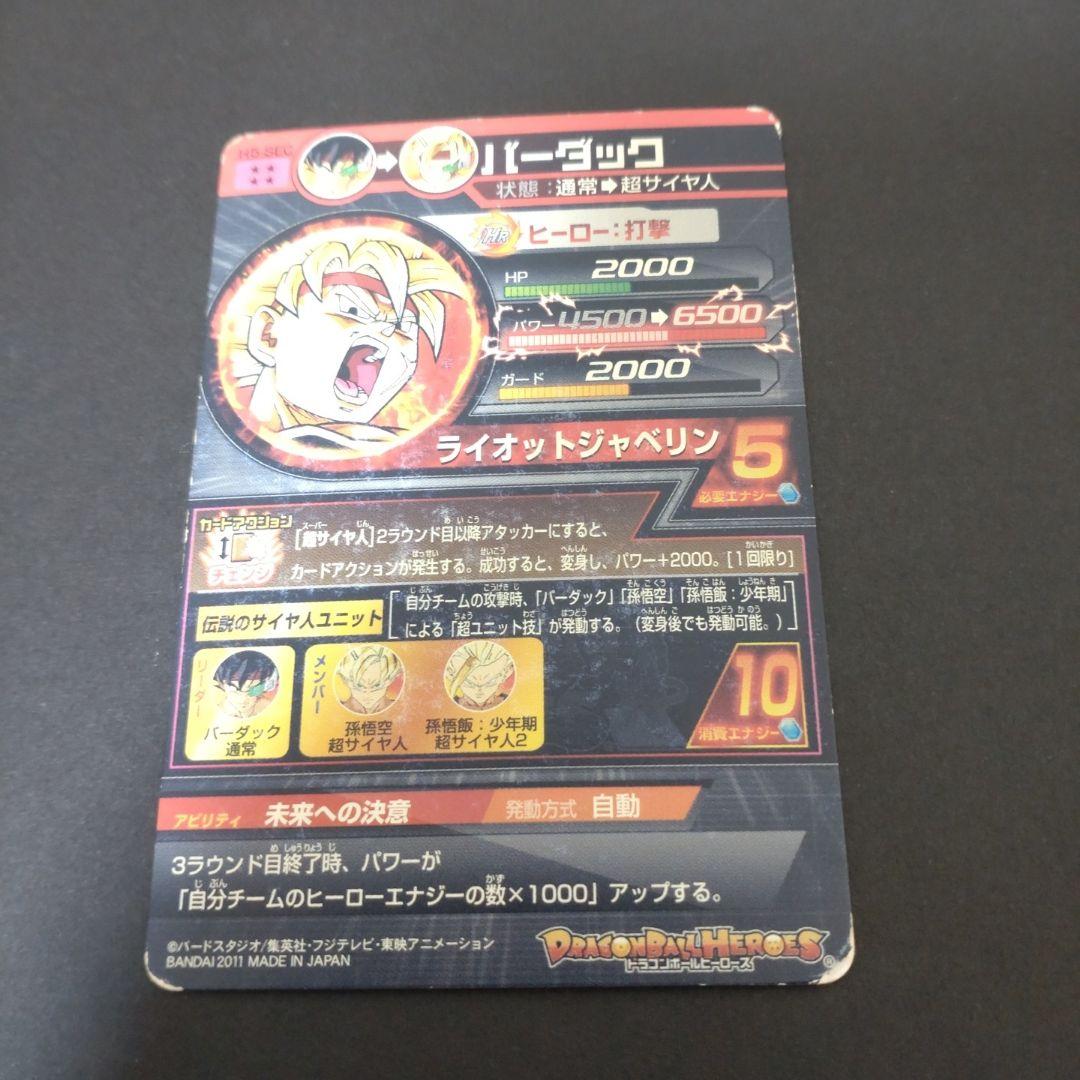 H5-SEC
バーダック
状態：通常➡超サイヤ人
HR ヒーロー：打撃
HP 2000
パワー 4500➡6500
ガード 2000
ライオットジャベリン 5
必要エナジー
カードアクション
チェンジ
[超サイヤ人]2ラウンド目以降アタッカーにすると、
カードアクションが発生する。成功すると、変身し、パワー+2000。[1回限り]
伝説のサイヤ人ユニット
自分チームの攻撃時、「バーダック」「孫悟空」「孫悟飯：少年期」
による「超ユニット技」が発動する。（変身後でも発動可能。）
リーダー
バーダック
通常
メンバー
孫悟空
超サイヤ人
孫悟飯：少年期
超サイヤ人2
10
消費エナジー
アビリティ 未来への決意 発動方式 自動
3ラウンド目終了時、パワーが
「自分チームのヒーローエナジーの数×1000」アップする。
©バードスタジオ/集英社・フジテレビ・東映アニメーション
BANDAI 2011 MADE IN JAPAN
DRAGONBALL HEROES
ドラゴンボールヒーローズ
®